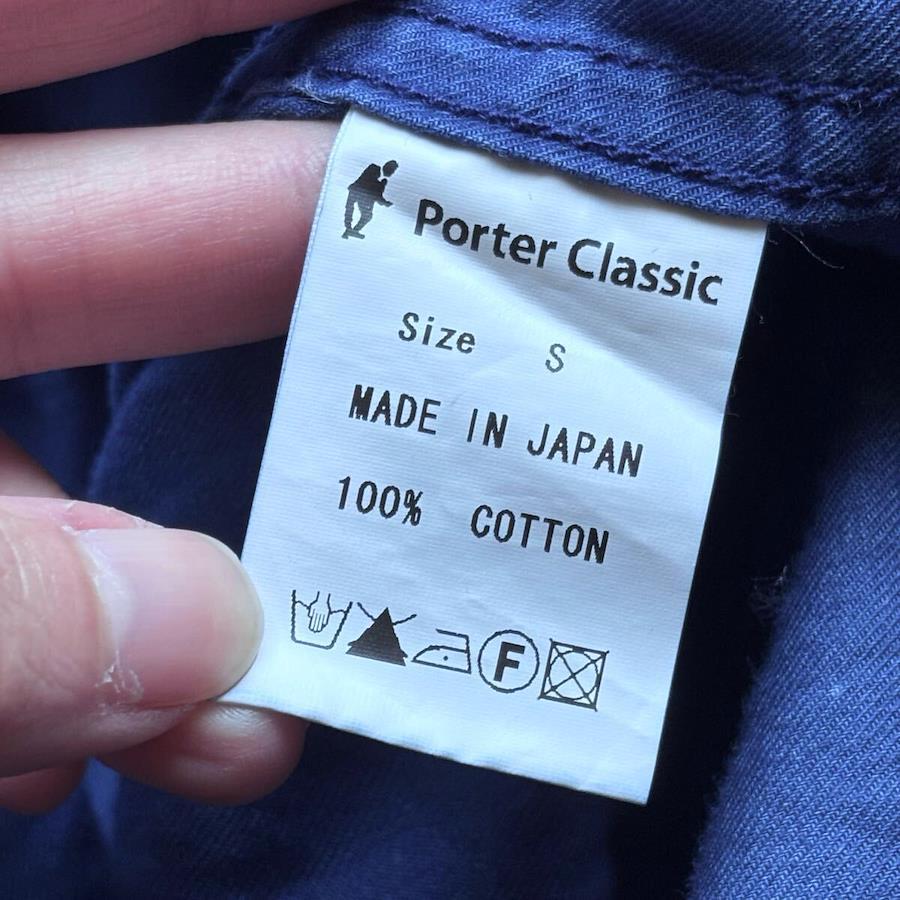 Porter Classic
Size S
MADE IN JAPAN
100% COTTON
F